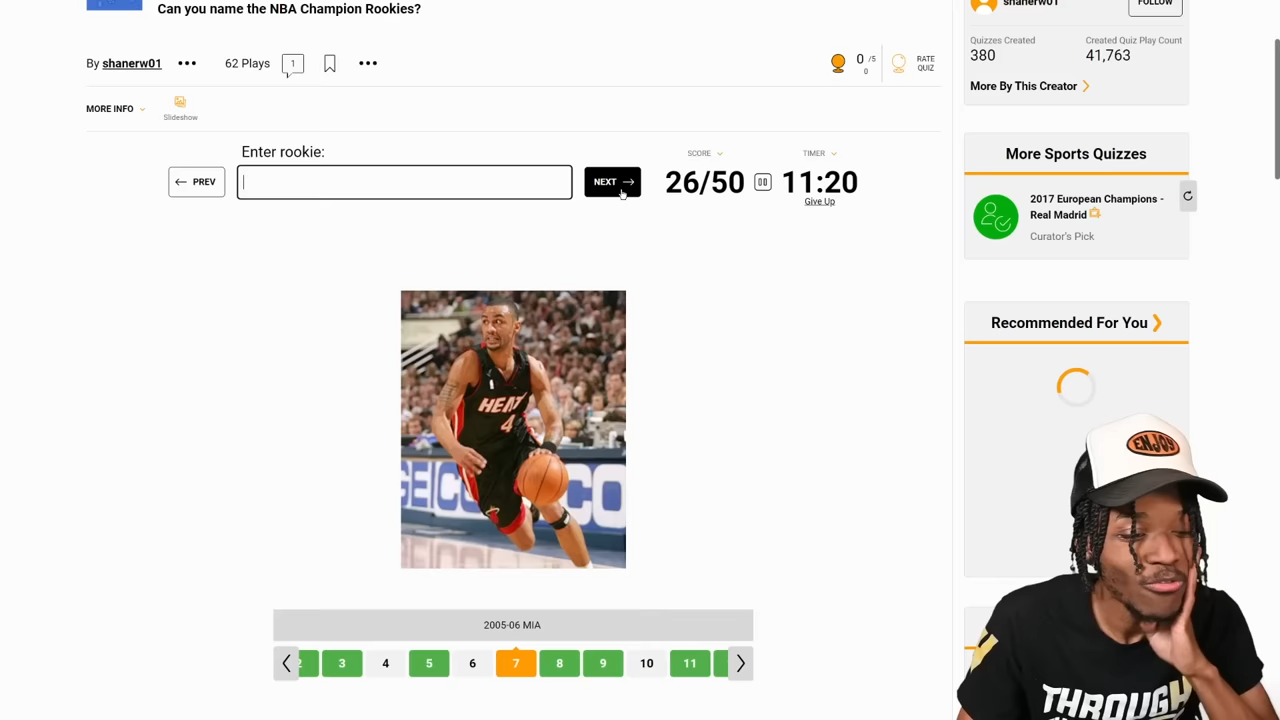 Can you name the NBA Champion Rookies?
shanerw01
FOLLOW
By shanerw01 ••• 62 Plays 1 •••
0 /5
0
RATE
QUIZ
Quizzes Created
380
Created Quiz Play Count
41,763
More By This Creator
MORE INFO
Slideshow
Enter rookie:
PREV
NEXT
SCORE
26/50
TIMER
11:20
Give Up
More Sports Quizzes
2017 European Champions -
Real Madrid
Curator's Pick
Recommended For You
HEAT
4
GEICO
2005-06 MIA
3 4 5 6 7 8 9 10 11
ENJOY
THROUGH